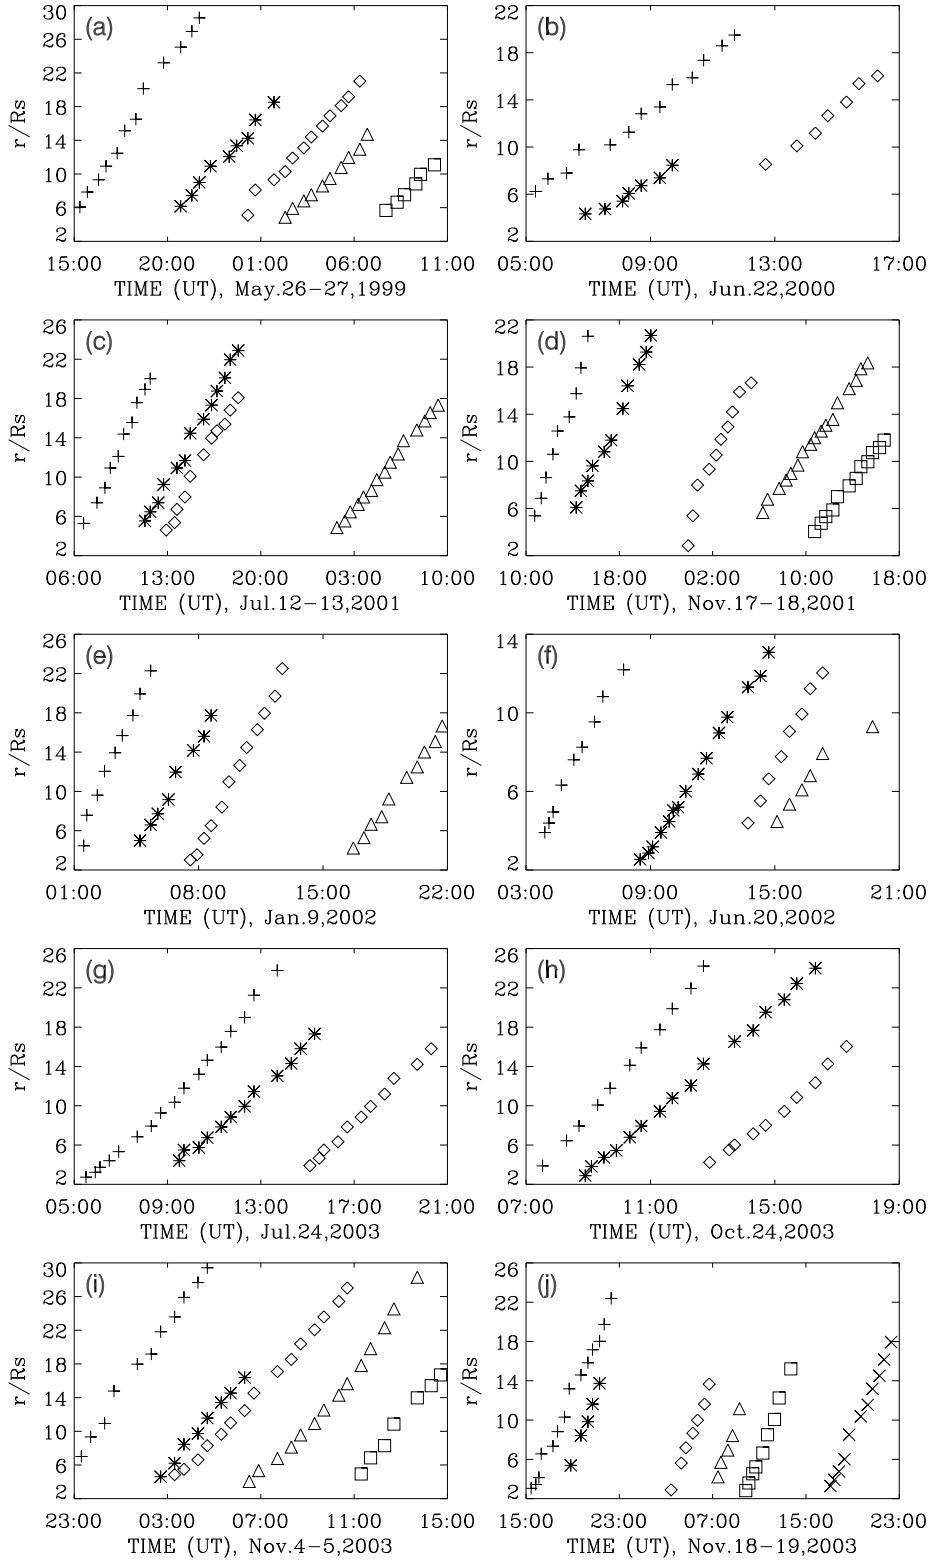 (a)
30
26
22
18
14
10
6
2
r/Rs
15:00 20:00 01:00 06:00 11:00
TIME (UT), May.26−27,1999
(b)
22
18
14
10
6
2
r/Rs
05:00 09:00 13:00 17:00
TIME (UT), Jun.22,2000
(c)
26
22
18
14
10
6
2
r/Rs
06:00 13:00 20:00 03:00 10:00
TIME (UT), Jul.12−13,2001
(d)
22
18
14
10
6
2
r/Rs
10:00 18:00 02:00 10:00 18:00
TIME (UT), Nov.17−18,2001
(e)
26
22
18
14
10
6
2
r/Rs
01:00 08:00 15:00 22:00
TIME (UT), Jan.9,2002
(f)
14
10
6
2
r/Rs
03:00 09:00 15:00 21:00
TIME (UT), Jun.20,2002
(g)
26
22
18
14
10
6
2
r/Rs
05:00 09:00 13:00 17:00 21:00
TIME (UT), Jul.24,2003
(h)
26
22
18
14
10
6
2
r/Rs
07:00 11:00 15:00 19:00
TIME (UT), Oct.24,2003
(i)
30
26
22
18
14
10
6
2
r/Rs
23:00 03:00 07:00 11:00 15:00
TIME (UT), Nov.4−5,2003
(j)
26
22
18
14
10
6
2
r/Rs
15:00 23:00 07:00 15:00 23:00
TIME (UT), Nov.18−19,2003